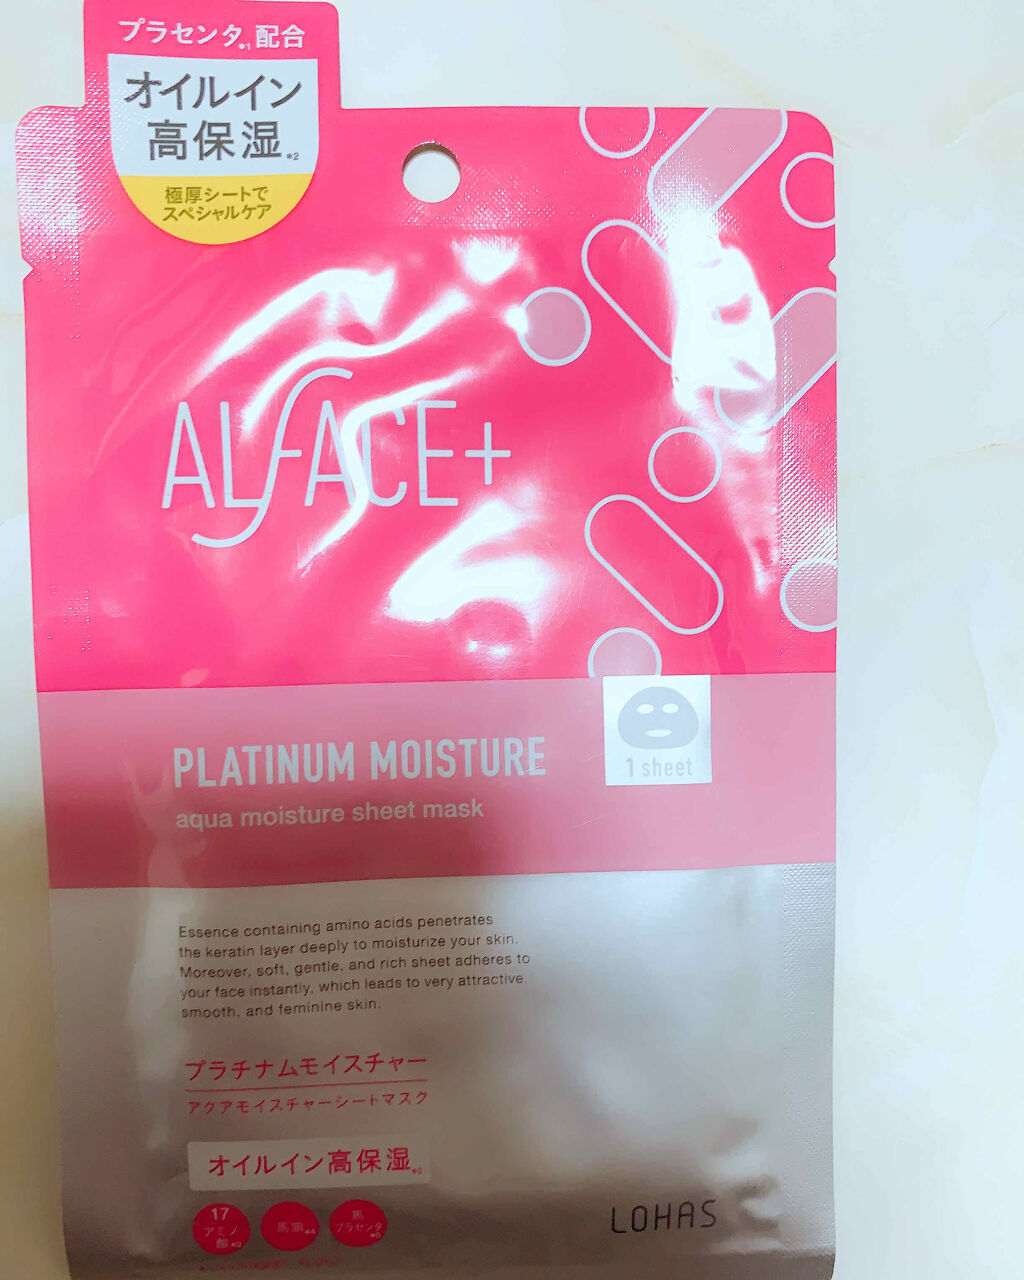 プラセンタ*1配合
オイルイン
高保湿*2
極厚シートで
スペシャルケア
ALFACE+
PLATINUM MOISTURE
aqua moisture sheet mask
1 sheet
Essence containing amino acids penetrates
the keratin layer deeply to moisturize your skin.
Moreover, soft, gentle, and rich sheet adheres to
your face instantly, which leads to very attractive,
smooth, and feminine skin.
プラチナムモイスチャー
アクアモイスチャーシートマスク
オイルイン高保湿*2
17
アミノ
酸*3
馬油*4
馬
プラセンタ
*5
LOHAS